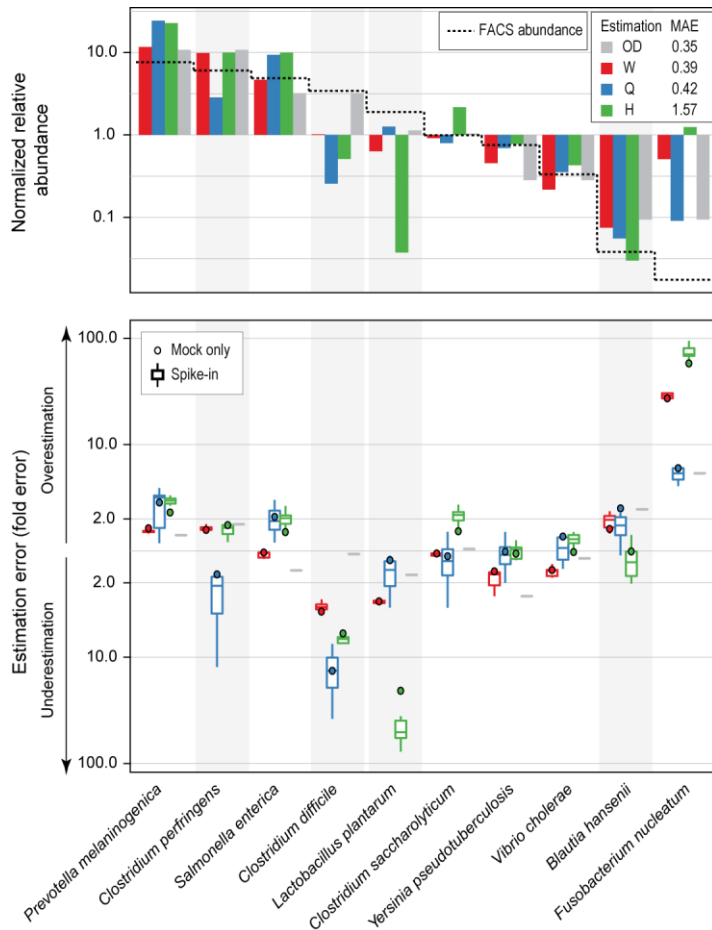 Normalized relative
abundance
10.0
1.0
0.1
FACS abundance
Estimation MAE
OD 0.35
W 0.39
Q 0.42
H 1.57
Estimation error (fold error)
Overestimation
Underestimation
100.0
10.0
2.0
2.0
10.0
100.0
Mock only
Spike-in
Prevotella melaninogenica
Clostridium perfringens
Salmonella enterica
Clostridium difficile
Lactobacillus plantarum
Clostridium saccharolyticum
Yersinia pseudotuberculosis
Vibrio cholerae
Blautia hansenii
Fusobacterium nucleatum